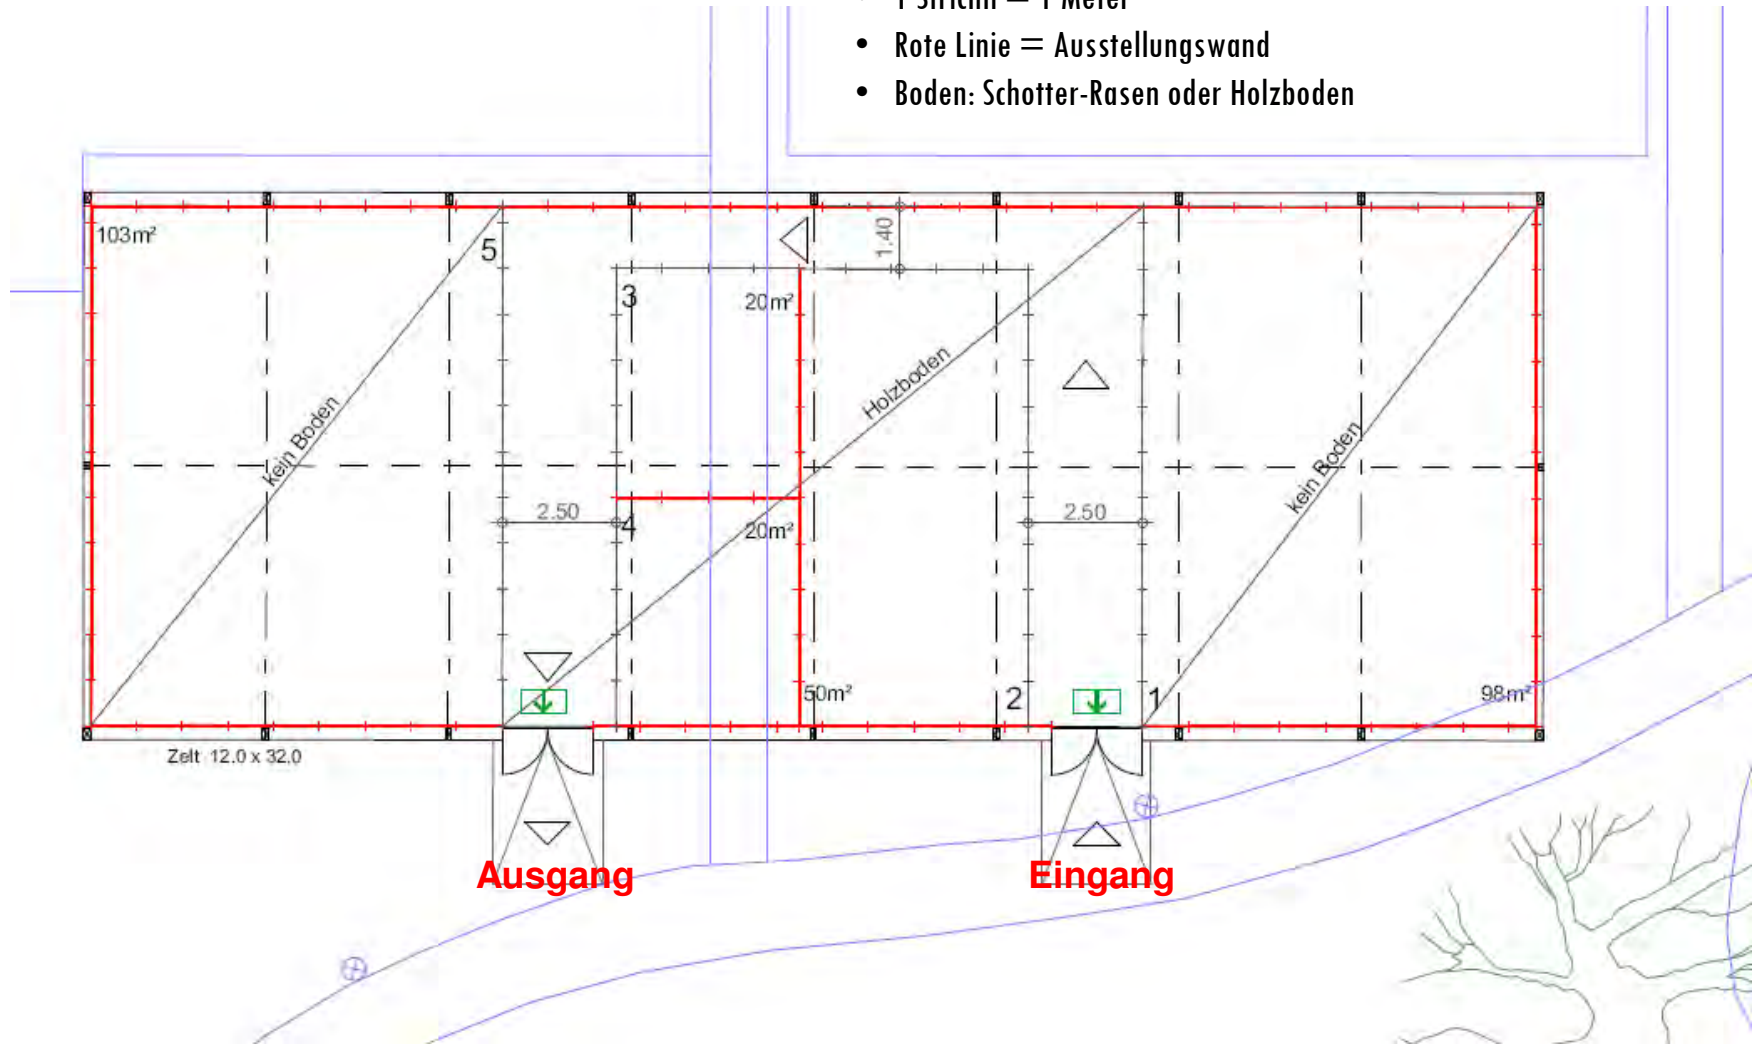 • Rote Linie = Ausstellungswand
• Boden: Schotter-Rasen oder Holzboden
103m²
5
1.40
3
20m²
Holzboden
kein Boden
kein Boden
2.50
4
20m²
2.50
50m²
2
1
98m²
Zelt 12.0 x 32.0
Ausgang
Eingang